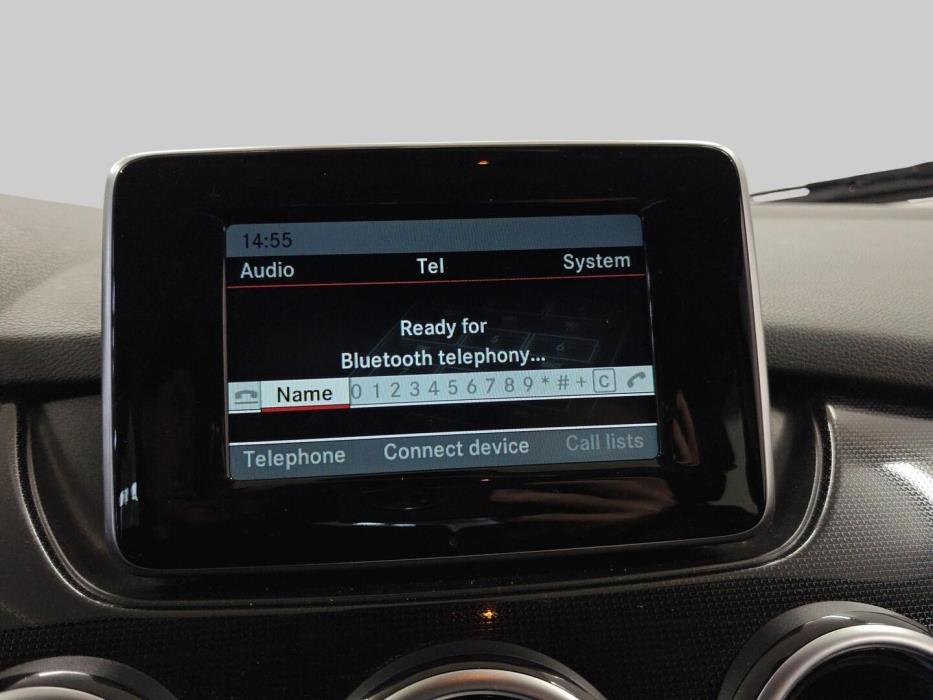 14:55
Audio Tel System
Ready for
Bluetooth telephony...
Name 0 1 2 3 4 5 6 7 8 9 * # + C
Telephone Connect device Call lists